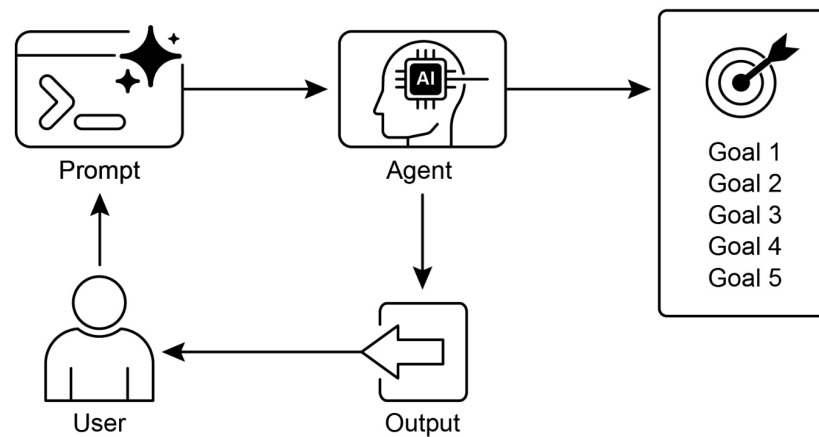 AI
Prompt
Agent
Goal 1
Goal 2
Goal 3
Goal 4
Goal 5
User
Output